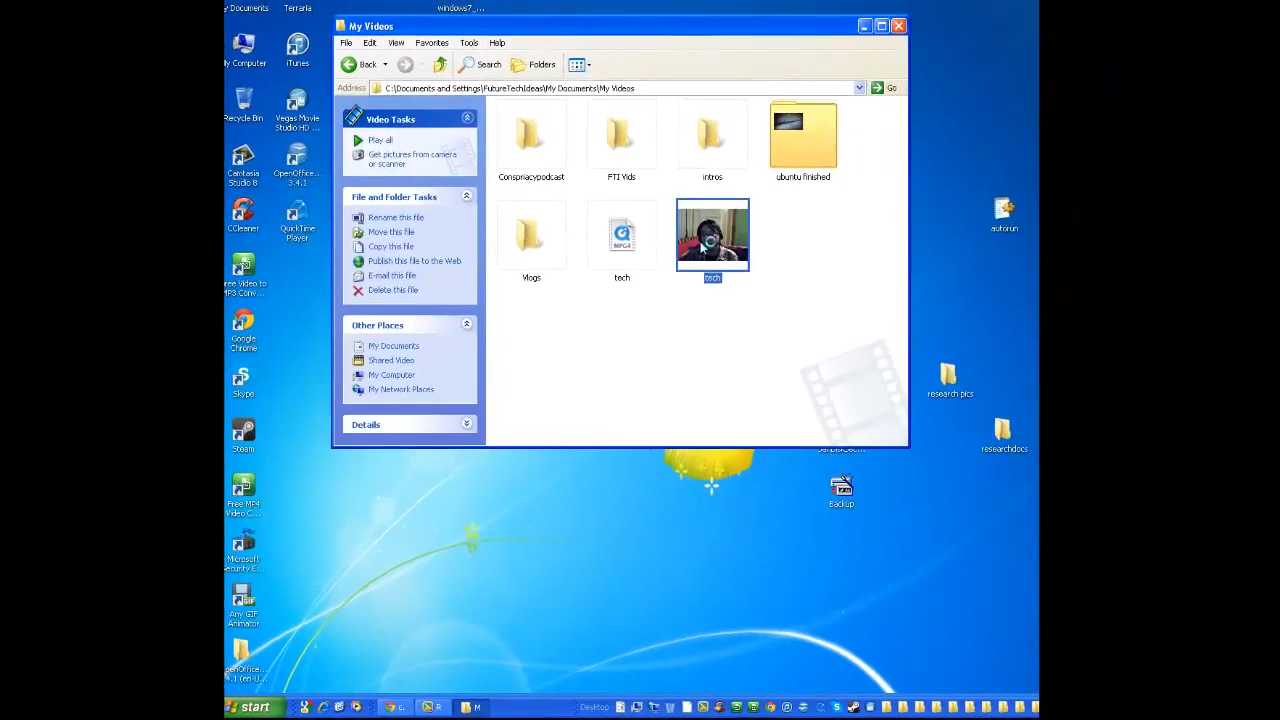 y Documents
Terraria
windows7_...
My Videos
File Edit View Favorites Tools Help
Back
Search
Folders
Address
C:\Documents and Settings\FutureTechIdeas\My Documents\My Videos
Go
Video Tasks
Play all
Get pictures from camera
or scanner
File and Folder Tasks
Rename this file
Move this file
Copy this file
Publish this file to the Web
E-mail this file
Delete this file
Other Places
My Documents
Shared Video
My Computer
My Network Places
Details
Conspriacypodcast
FTI Vids
intros
ubuntu finished
Vlogs
MPG4
tech
tech
My Computer
iTunes
Recycle Bin
Vegas Movie
Studio HD ...
Camtasia
Studio 8
OpenOffice...
3.4.1
CCleaner
QuickTime
Player
Free Video to
MP3 Conv...
Google
Chrome
Skype
Steam
Free MP4
Video C...
Microsoft
Security E...
Any GIF
Animator
OpenOffice...
4.1 (en-U...
autorun
research pics
researchdocs
Backup
start
c.
R
M
Desktop